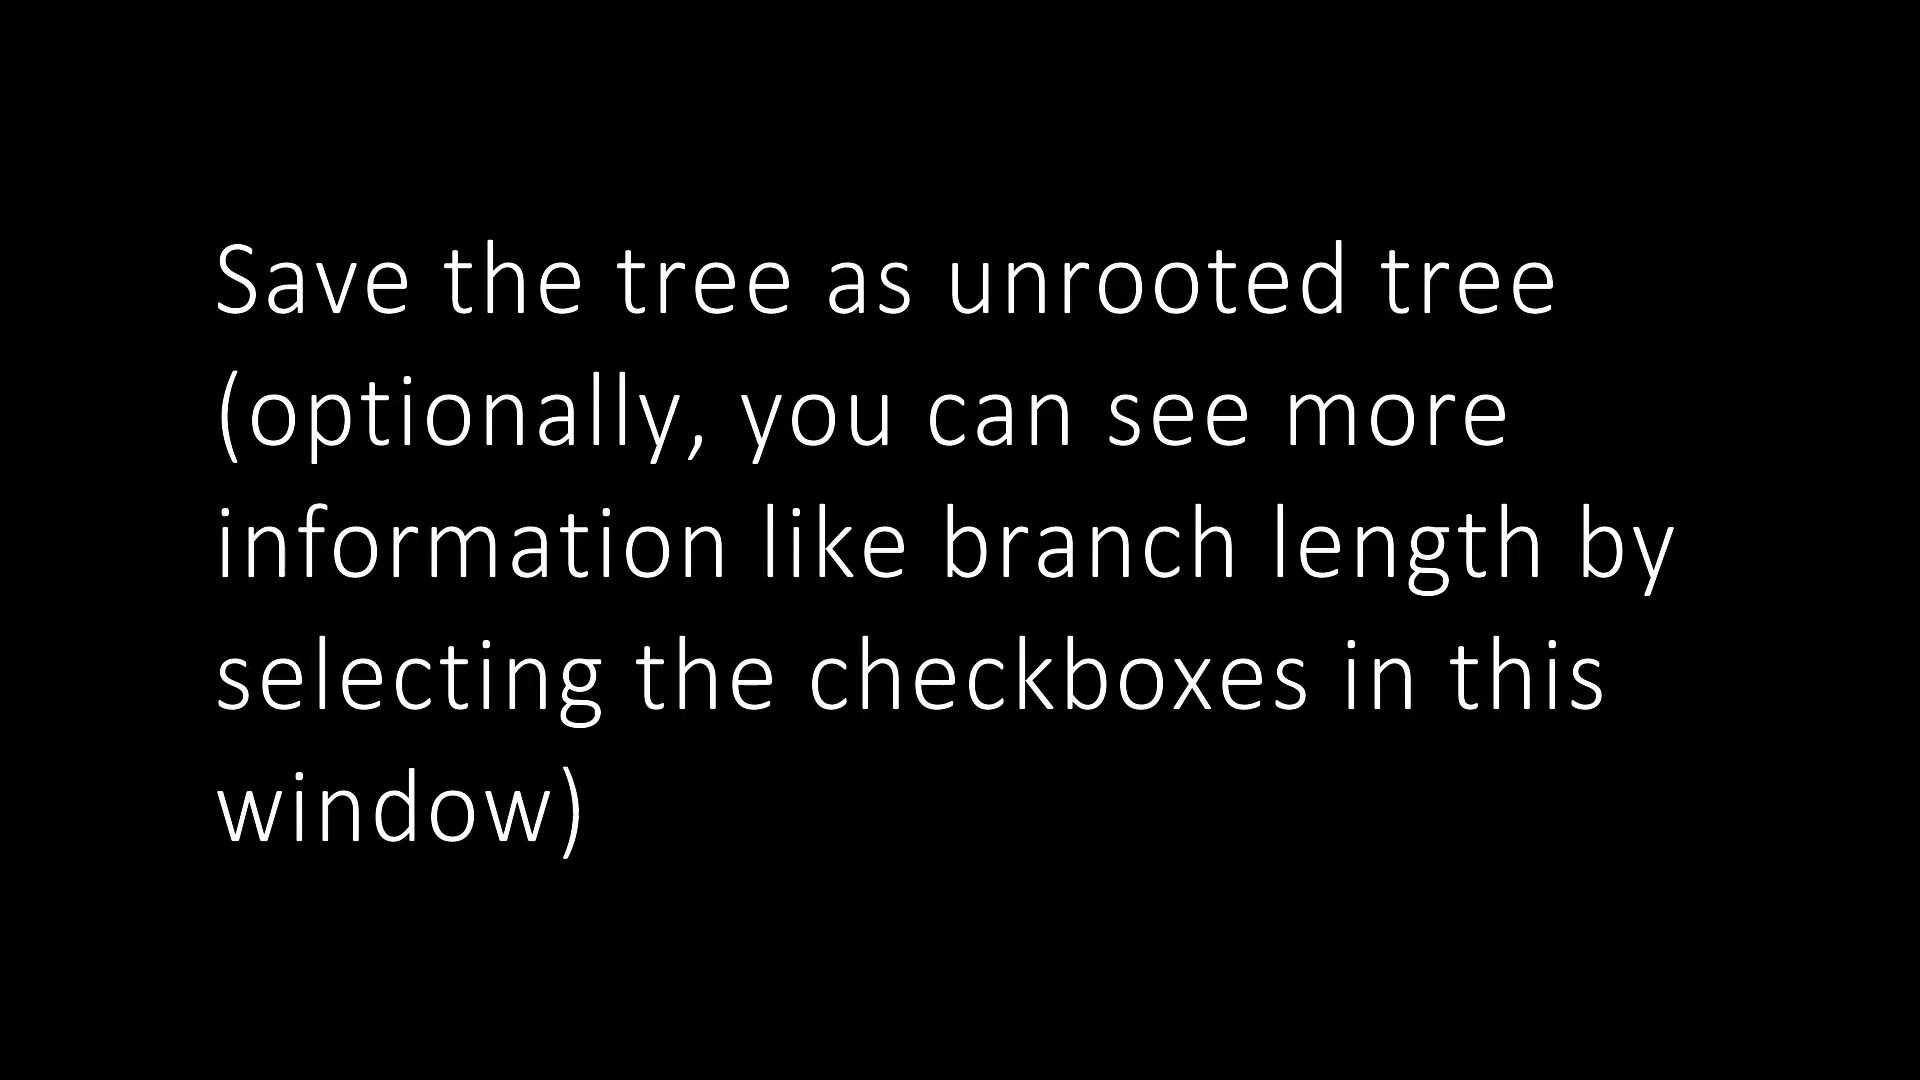 Save the tree as unrooted tree
(optionally, you can see more
information like branch length by
selecting the checkboxes in this
window)